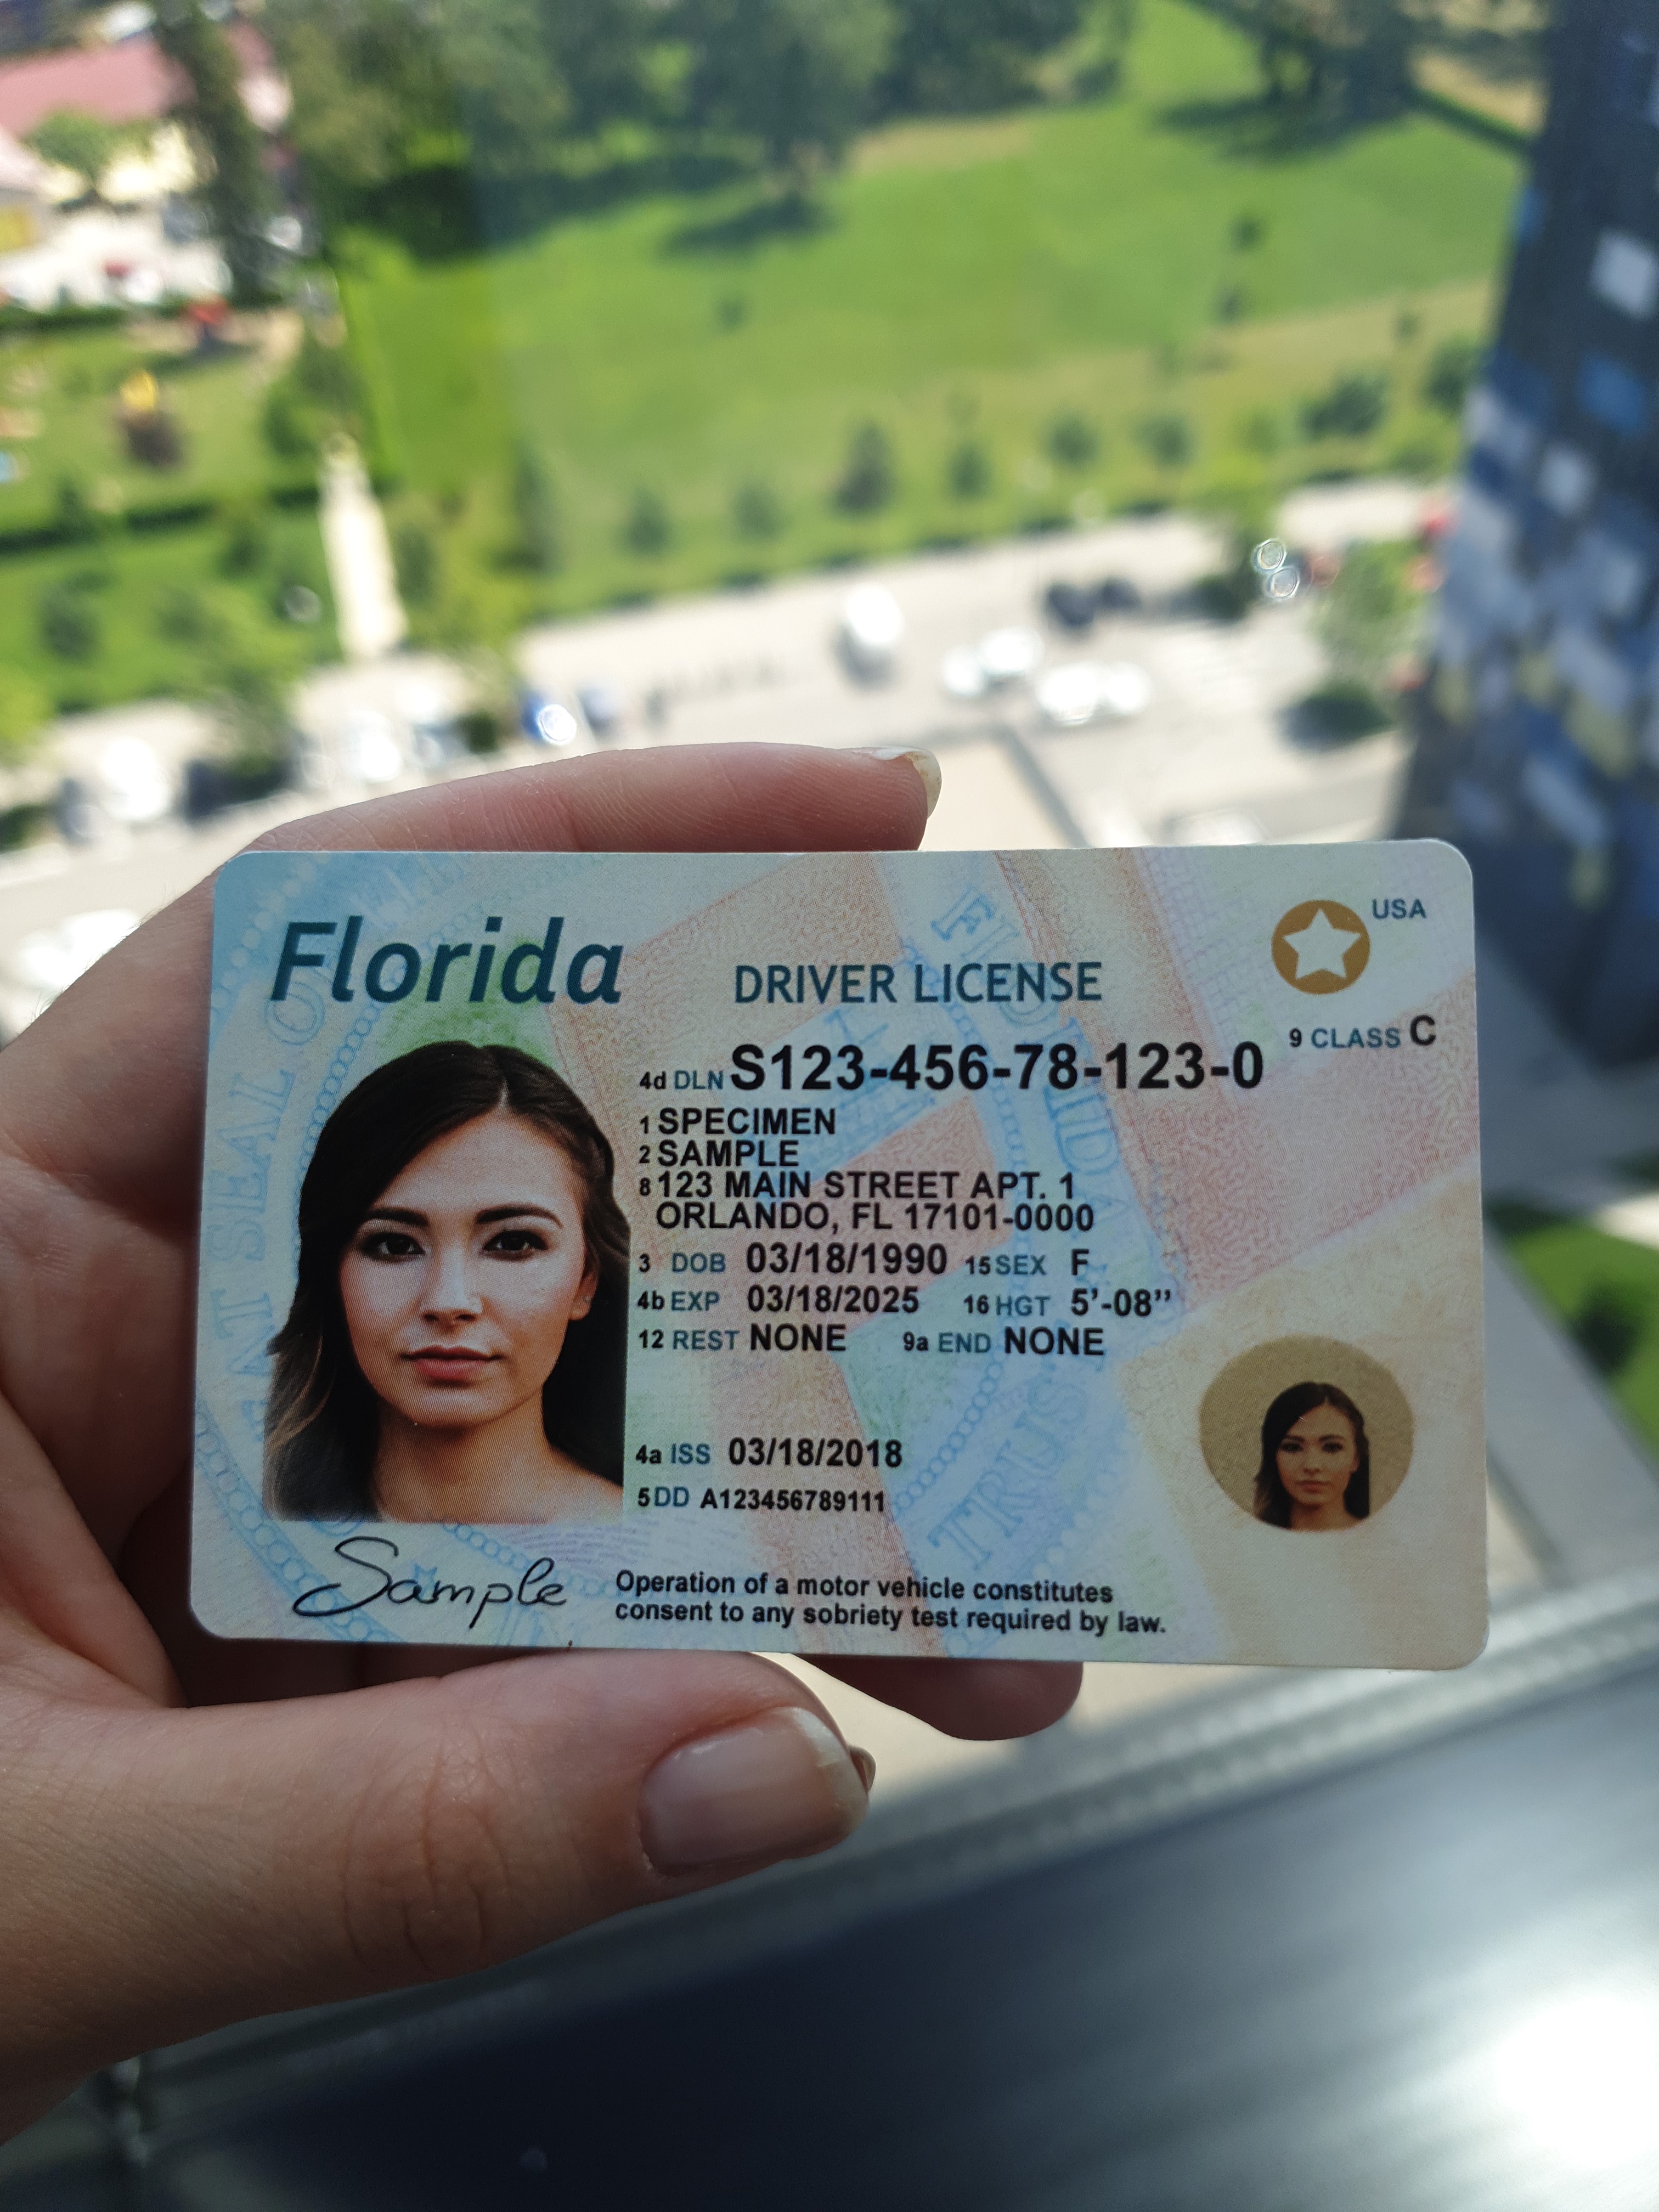 Florida
DRIVER LICENSE
USA
9 CLASS C
4d DLN S123-456-78-123-0
1 SPECIMEN
2 SAMPLE
8 123 MAIN STREET APT. 1
ORLANDO, FL 17101-0000
3 DOB 03/18/1990 15 SEX F
4b EXP 03/18/2025 16 HGT 5'-08”
12 REST NONE 9a END NONE
4a ISS 03/18/2018
5 DD A123456789111
Sample
Operation of a motor vehicle constitutes
consent to any sobriety test required by law.
SEAL O
FLORIDA
TRUS